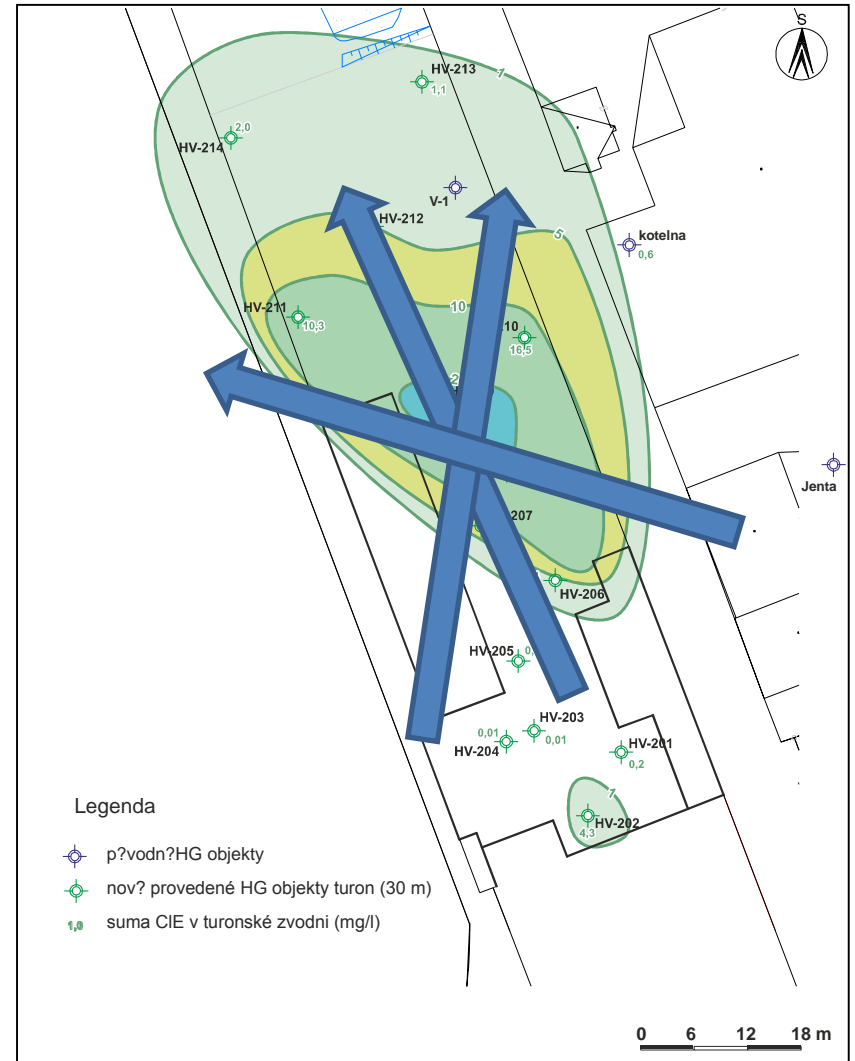 S
HV-213
1
1,1
2,0
HV-214
V-1
HV-212
5
kotelna
0,6
HV-211
10
10,3
10
16,5
2
Jenta
207
HV-206
HV-205
0,
HV-203
0,01
0,01
HV-204
HV-201
0,2
1
HV-202
4,3
Legenda
p?vodn?HG objekty
nov? provedené HG objekty turon (30 m)
1,0 suma ClE v turonské zvodni (mg/l)
0 6 12 18 m